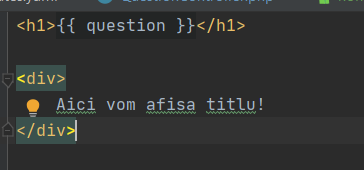 <h1>{{ question }}</h1>
<div>
Aici vom afisa titlu!
</div>